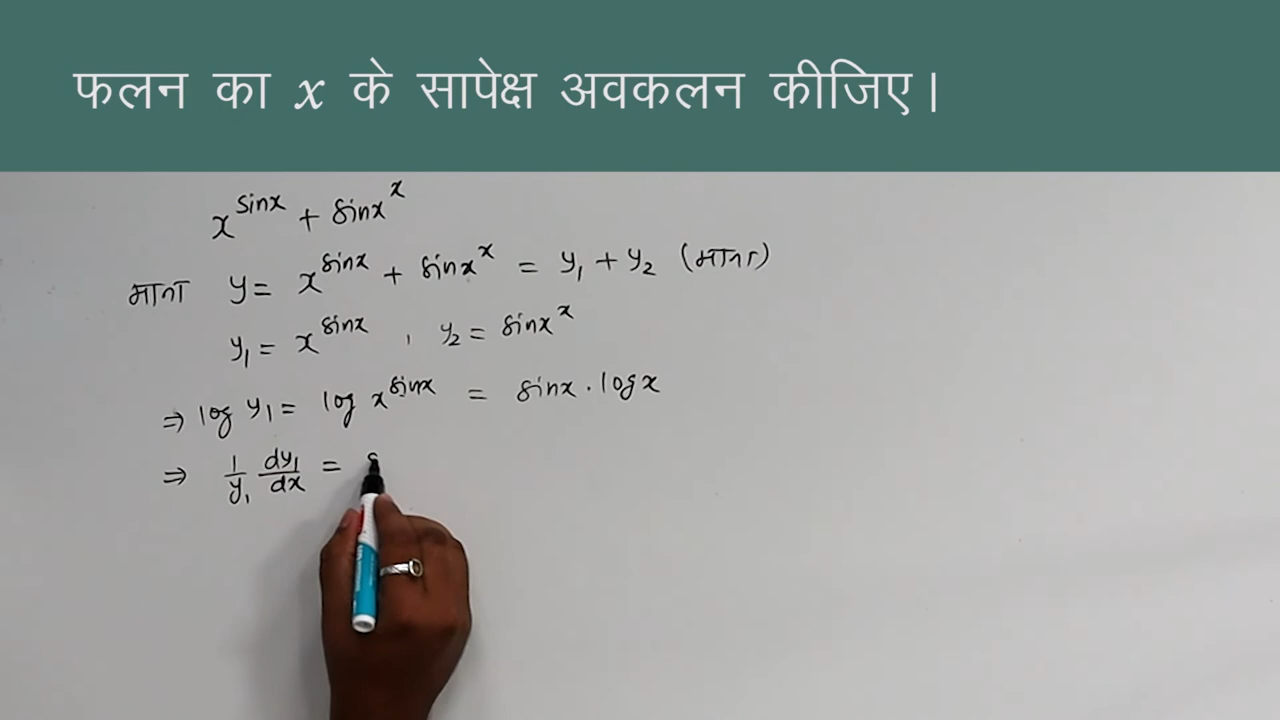 फलन का x के सापेक्ष अवकलन कीजिए।
x^sinx + sinx^x
माना y = x^sinx + sinx^x = y₁ + y₂ (माना)
y₁ = x^sinx , y₂ = sinx^x
⇒ log y₁ = log x^sinx = sinx · log x
⇒ 1/y₁ dy₁/dx =